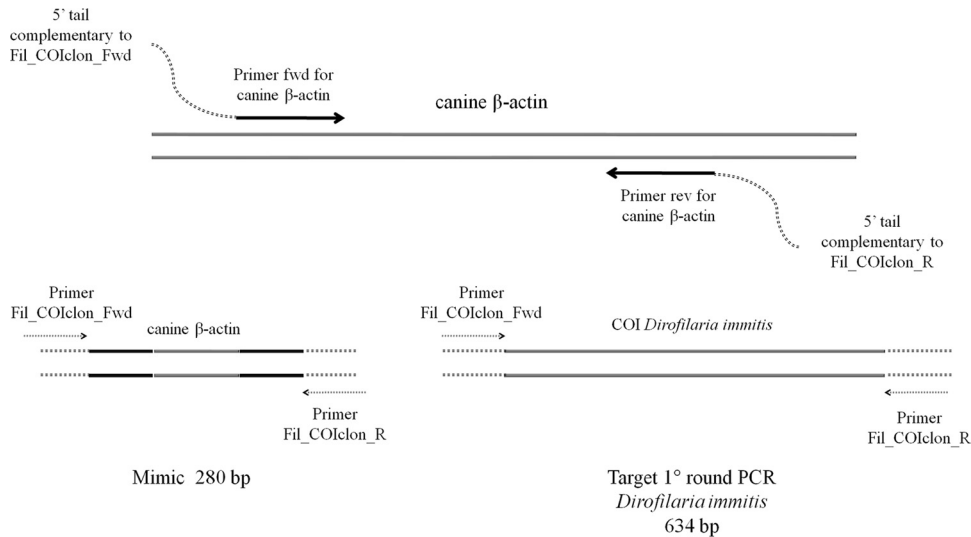 5’ tail
complementary to
Fil_COIclon_Fwd
Primer fwd for
canine β-actin
canine β-actin
Primer rev for
canine β-actin
5’ tail
complementary to
Fil_COIclon_R
Primer
Fil_COIclon_Fwd
canine β-actin
Primer
Fil_COIclon_R
Mimic 280 bp
Primer
Fil_COIclon_Fwd
COI Dirofilaria immitis
Primer
Fil_COIclon_R
Target 1° round PCR
Dirofilaria immitis
634 bp